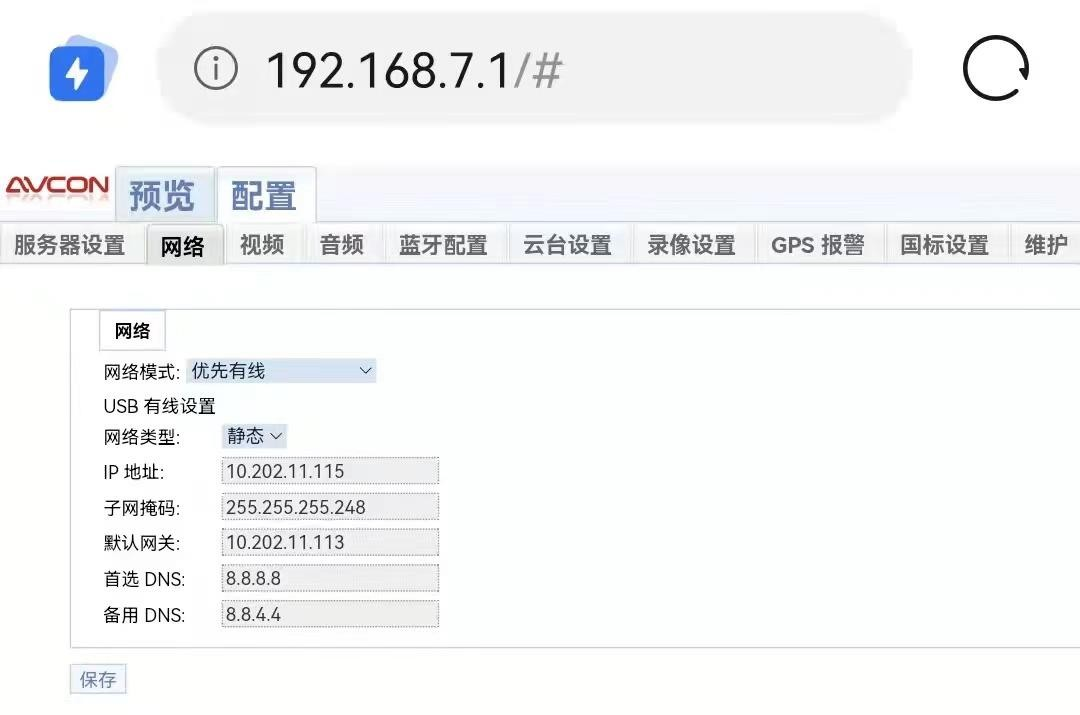 192.168.7.1/#
AVCON 预览 配置
服务器设置 网络 视频 音频 蓝牙配置 云台设置 录像设置 GPS 报警 国标设置 维护
网络
网络模式: 优先有线
USB 有线设置
网络类型: 静态
IP 地址: 10.202.11.115
子网掩码: 255.255.255.248
默认网关: 10.202.11.113
首选 DNS: 8.8.8.8
备用 DNS: 8.8.4.4
保存